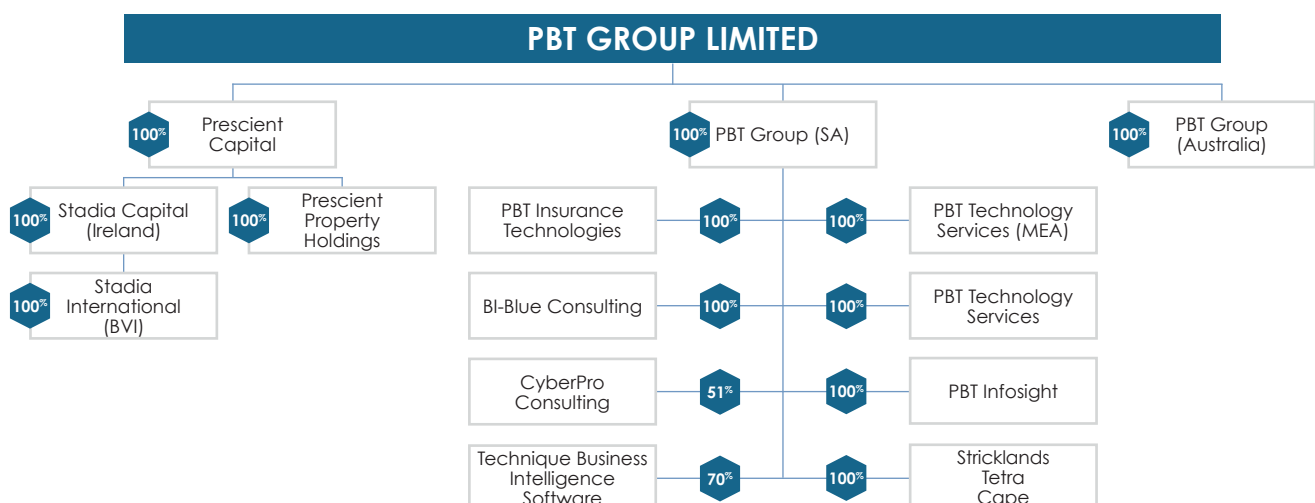 PBT GROUP LIMITED
100%
Prescient
Capital
100%
PBT Group (SA)
100%
PBT Group
(Australia)
100%
Stadia Capital
(Ireland)
100%
Prescient
Property
Holdings
PBT Insurance
Technologies
100%
100%
PBT Technology
Services (MEA)
100%
Stadia
International
(BVI)
BI-Blue Consulting
100%
100%
PBT Technology
Services
CyberPro
Consulting
51%
100%
PBT Infosight
Technique Business
Intelligence
Software
70%
100%
Stricklands
Tetra
Cape